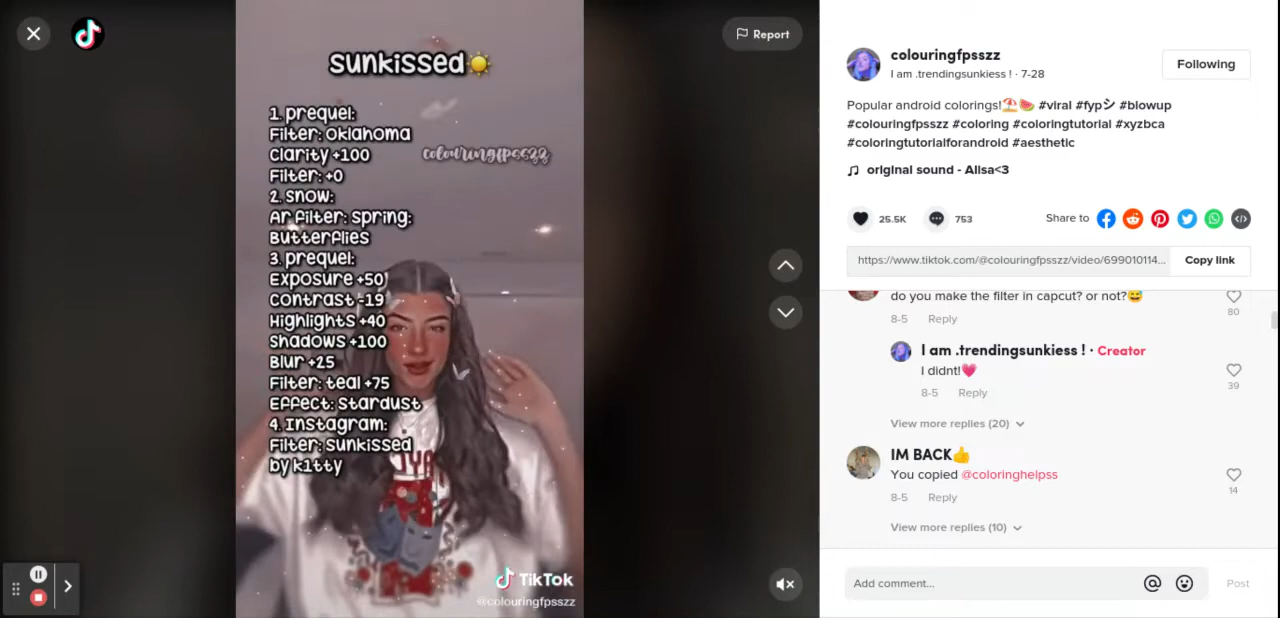 Report
sunkissed☀️
1. prequel:
Filter: Oklahoma
Clarity +100
Filter: +0
2. snow:
Ar filter: spring:
Butterflies
3. prequel:
Exposure +50
Contrast -19
Highlights +40
Shadows +100
Blur +25
Filter: teal +75
Effect: stardust
4. Instagram:
Filter: sunkissed
by k1tty
colouringfpsszz
TikTok
@colouringfpsszz
colouringfpsszz
I am .trendingsunkiess ! · 7-28
Following
Popular android colorings!⛱️🍉 #viral #fypシ #blowup
#colouringfpsszz #coloring #coloringtutorial #xyzbca
#coloringtutorialforandroid #aesthetic
original sound - Alisa<3
25.5K 753 Share to
https://www.tiktok.com/@colouringfpsszz/video/699010114... Copy link
do you make the filter in capcut? or not?😅
80
8-5 Reply
I am .trendingsunkiess ! · Creator
I didnt!💗
39
8-5 Reply
View more replies (20)
IM BACK👍
You copied @coloringhelpss
14
8-5 Reply
View more replies (10)
Add comment... @ Post